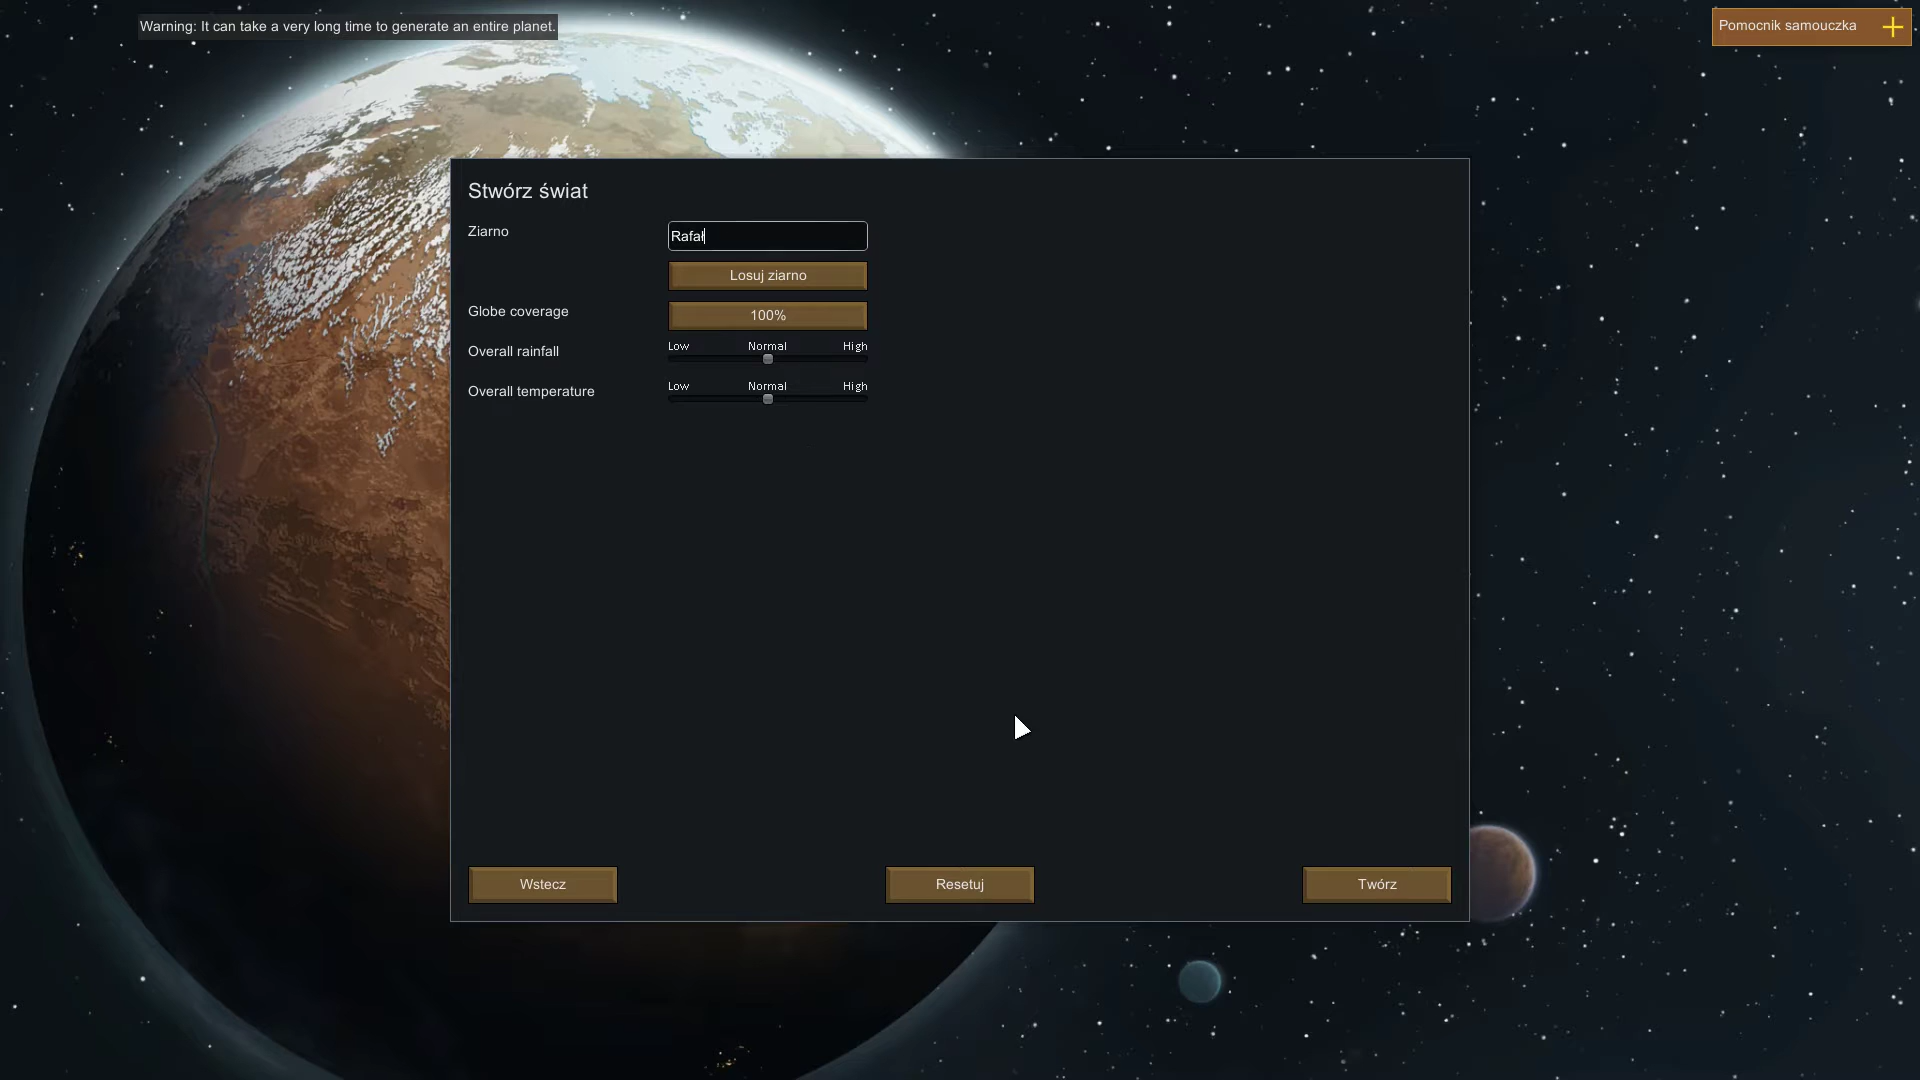 Warning: It can take a very long time to generate an entire planet.
Pomocnik samouczka
Stwórz świat
Ziarno
Rafał
Losuj ziarno
Globe coverage
100%
Overall rainfall
Low Normal High
Overall temperature
Low Normal High
Wstecz
Resetuj
Twórz